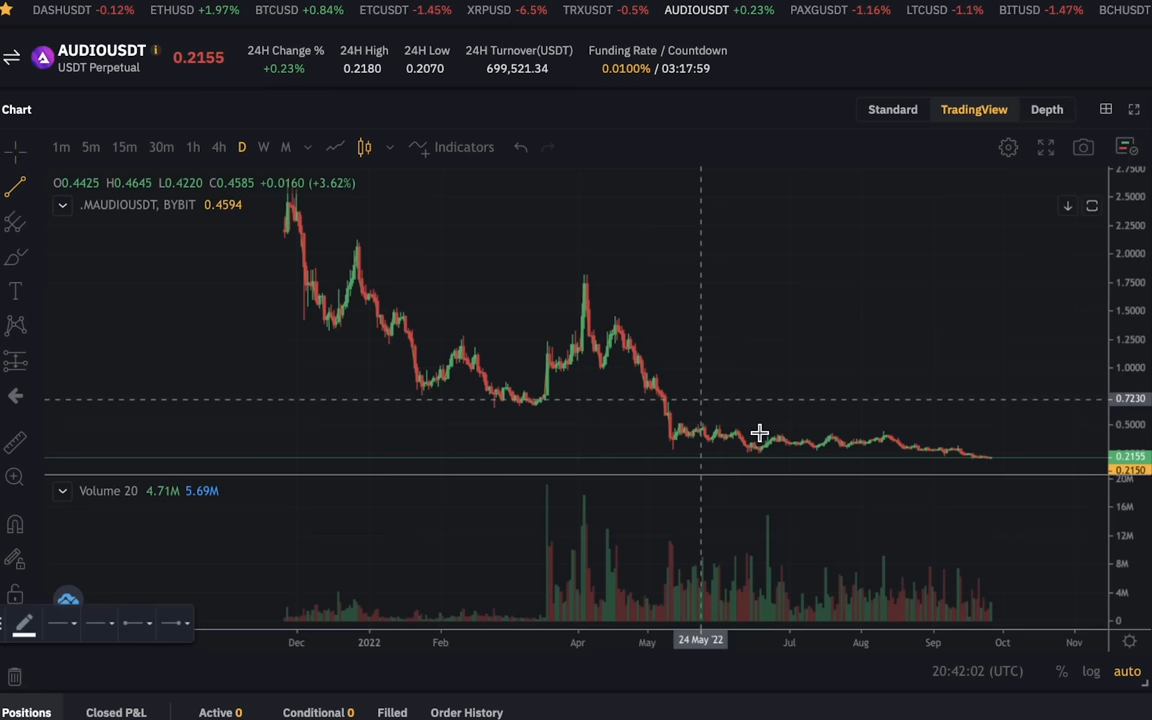 DASHUSDT -0.12% ETHUSD +1.97% BTCUSD +0.84% ETCUSDT -1.45% XRPUSD -6.5% TRXUSDT -0.5% AUDIOUSDT +0.23% PAXGUSDT -1.16% LTCUSD -1.1% BITUSD -1.47% BCHUSDT
AUDIOUSDT i 0.2155 24H Change % 24H High 24H Low 24H Turnover(USDT) Funding Rate / Countdown
USDT Perpetual +0.23% 0.2180 0.2070 699,521.34 0.0100% / 03:17:59
Chart Standard TradingView Depth
1m 5m 15m 30m 1h 4h D W M Indicators
2.7500
O0.4425 H0.4645 L0.4220 C0.4585 +0.0160 (+3.62%)
2.5000
.MAUDIOUSDT, BYBIT 0.4594
2.2500
2.0000
1.7500
1.5000
1.2500
1.0000
0.7230
0.5000
0.2155
0.2150
20M
Volume 20 4.71M 5.69M
16M
12M
8M
4M
0
Dec 2022 Feb Apr May 24 May '22 Jul Aug Sep Oct Nov
20:42:02 (UTC) % log auto
Positions Closed P&L Active 0 Conditional 0 Filled Order History